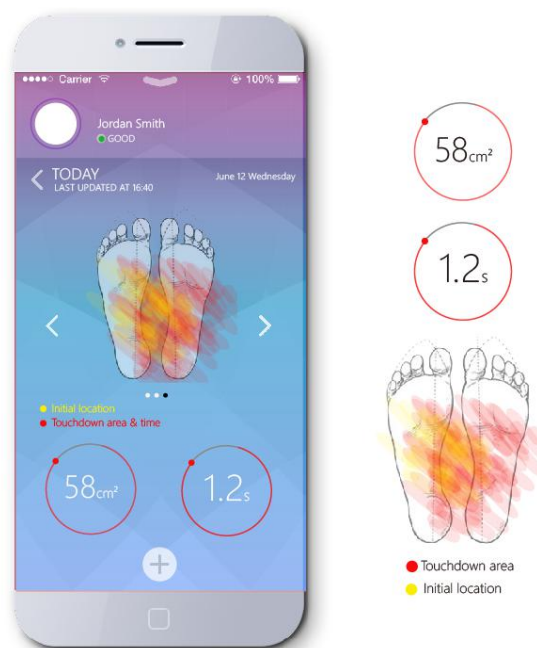 Carrier
100%
Jordan Smith
GOOD
TODAY
LAST UPDATED AT 16:40
June 12 Wednesday
Initial location
Touchdown area & time
58cm²
1.2s
58cm²
1.2s
Touchdown area
Initial location